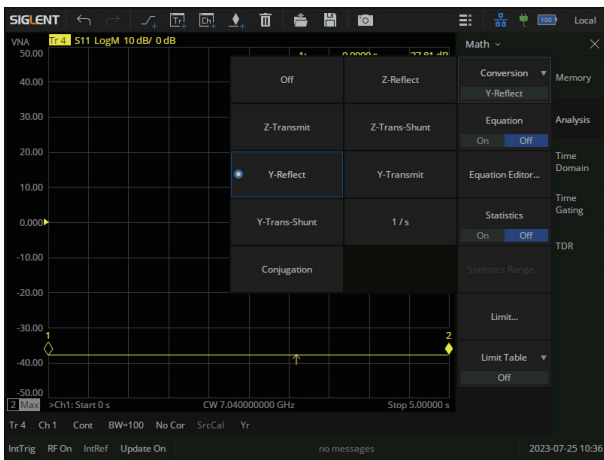 SIGLENT Tr Ch 100 Local
VNA Tr 4 S11 LogM 10 dB/ 0 dB
Math
50.00
1: 0.0000 s -37.81 dB
Off Z-Reflect
Conversion
Y-Reflect
Memory
40.00
Z-Transmit Z-Trans-Shunt
Equation
On Off
Analysis
30.00
20.00
Y-Reflect Y-Transmit
Equation Editor...
Time
Domain
10.00
Y-Trans-Shunt 1 / s
Statistics
On Off
Time
Gating
0.000
TDR
-10.00
Conjugation
Statistics Range...
-20.00
Limit...
-30.00
1 2
Limit Table
Off
-40.00
-50.00
2 Max >Ch1: Start 0 s CW 7.040000000 GHz Stop 5.00000 s
Tr 4 Ch 1 Cont BW=100 No Cor SrcCal Yr
IntTrig RF On IntRef Update On no messages 2023-07-25 10:36